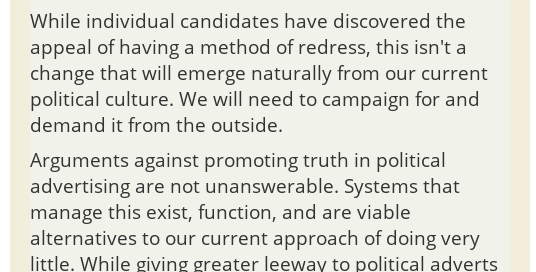 While individual candidates have discovered the
appeal of having a method of redress, this isn't a
change that will emerge naturally from our current
political culture. We will need to campaign for and
demand it from the outside.
Arguments against promoting truth in political
advertising are not unanswerable. Systems that
manage this exist, function, and are viable
alternatives to our current approach of doing very
little. While giving greater leeway to political adverts